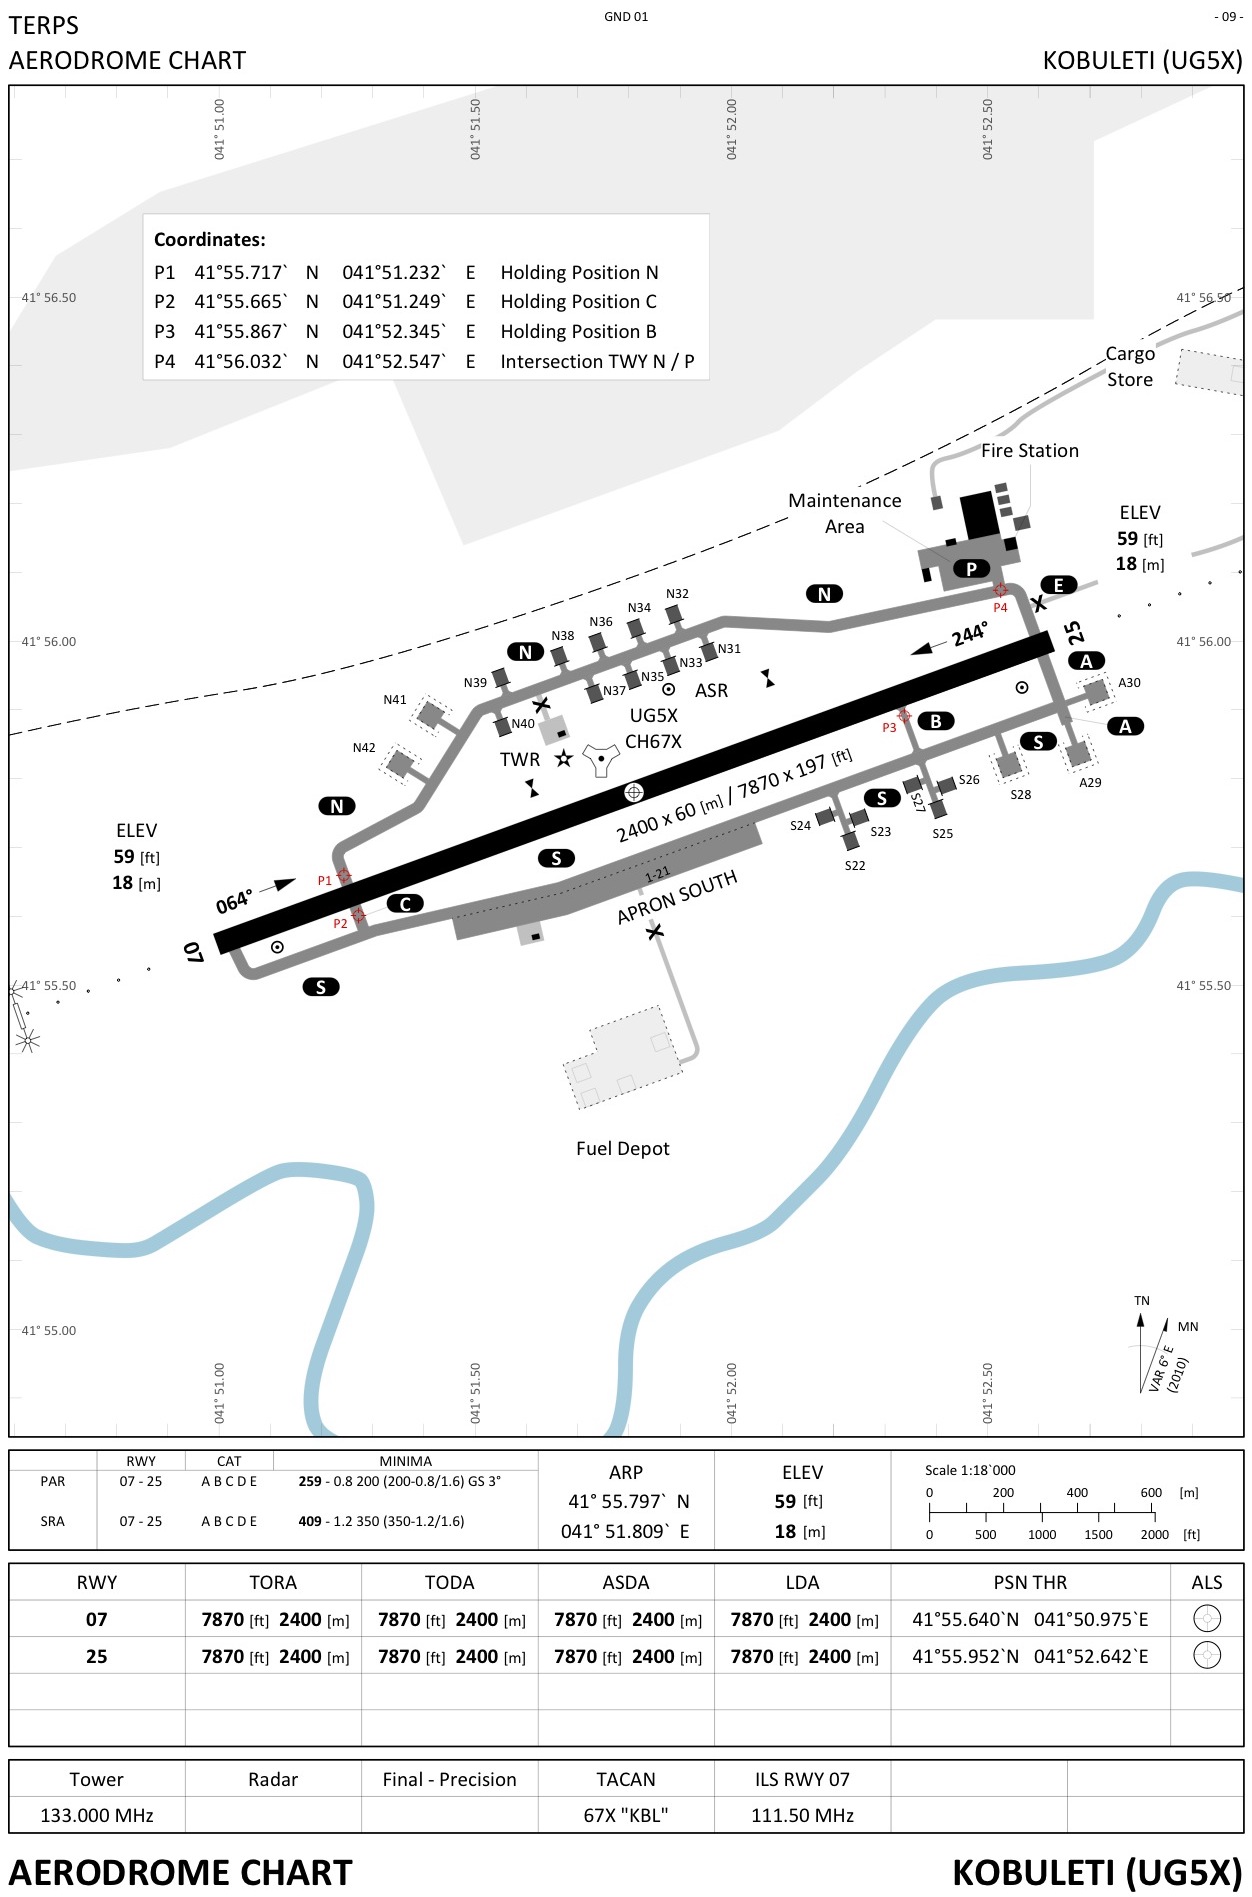 TERPS
GND 01
- 09 -
AERODROME CHART
KOBULETI (UG5X)
041° 51.00
041° 51.50
041° 52.00
041° 52.50
Coordinates:
P1 41°55.717` N 041°51.232` E Holding Position N
P2 41°55.665` N 041°51.249` E Holding Position C
P3 41°55.867` N 041°52.345` E Holding Position B
P4 41°56.032` N 041°52.547` E Intersection TWY N / P
41° 56.50
41° 56.50
Cargo
Store
Fire Station
Maintenance
Area
ELEV
59 [ft]
18 [m]
P
E
N
P4
N32
N34
N36
N38
N
244°
25
41° 56.00
41° 56.00
N31
N33
N35
N37
N39
N41
A
A30
ASR
N40
UG5X
CH67X
P3
B
A
N42
TWR
S
A29
S28
2400 x 60 [m] / 7870 x 197 [ft]
S26
S27
S25
N
S
S24
S23
S22
ELEV
59 [ft]
18 [m]
S
1-21
P1
064°
C
APRON SOUTH
P2
07
S
41° 55.50
41° 55.50
Fuel Depot
TN
MN
VAR 6° E
(2010)
41° 55.00
041° 51.00
041° 51.50
041° 52.00
041° 52.50
RWY CAT MINIMA
PAR 07 - 25 A B C D E 259 - 0.8 200 (200-0.8/1.6) GS 3°
SRA 07 - 25 A B C D E 409 - 1.2 350 (350-1.2/1.6)
ARP
41° 55.797` N
041° 51.809` E
ELEV
59 [ft]
18 [m]
Scale 1:18`000
0 200 400 600 [m]
0 500 1000 1500 2000 [ft]
RWY TORA TODA ASDA LDA PSN THR ALS
07 7870 [ft] 2400 [m] 7870 [ft] 2400 [m] 7870 [ft] 2400 [m] 7870 [ft] 2400 [m] 41°55.640`N 041°50.975`E
25 7870 [ft] 2400 [m] 7870 [ft] 2400 [m] 7870 [ft] 2400 [m] 7870 [ft] 2400 [m] 41°55.952`N 041°52.642`E
Tower Radar Final - Precision TACAN ILS RWY 07
133.000 MHz 67X "KBL" 111.50 MHz
AERODROME CHART
KOBULETI (UG5X)